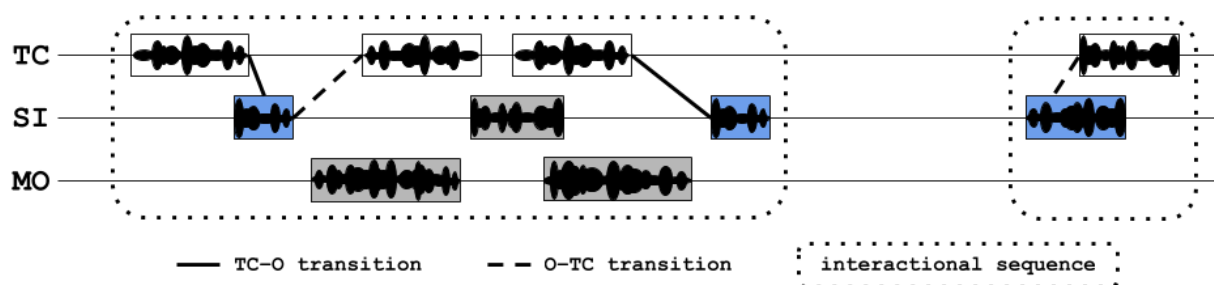 TC
SI
MO
TC–O transition
O–TC transition
interactional sequence